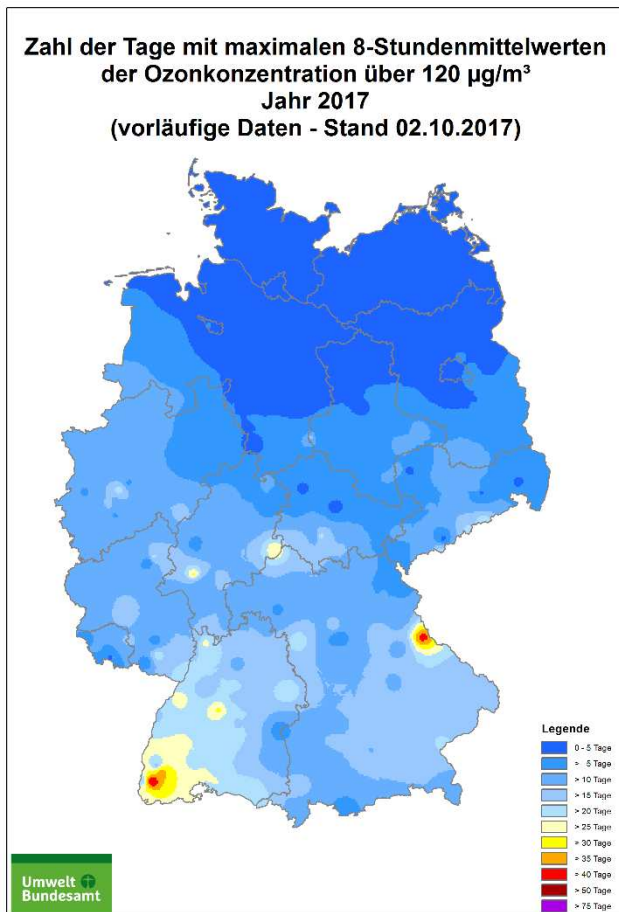 Zahl der Tage mit maximalen 8-Stundenmittelwerten
der Ozonkonzentration über 120 µg/m³
Jahr 2017
(vorläufige Daten - Stand 02.10.2017)
Legende
0 - 5 Tage
> 5 Tage
> 10 Tage
> 15 Tage
> 20 Tage
> 25 Tage
> 30 Tage
> 35 Tage
> 40 Tage
> 50 Tage
> 75 Tage
Umwelt
Bundesamt